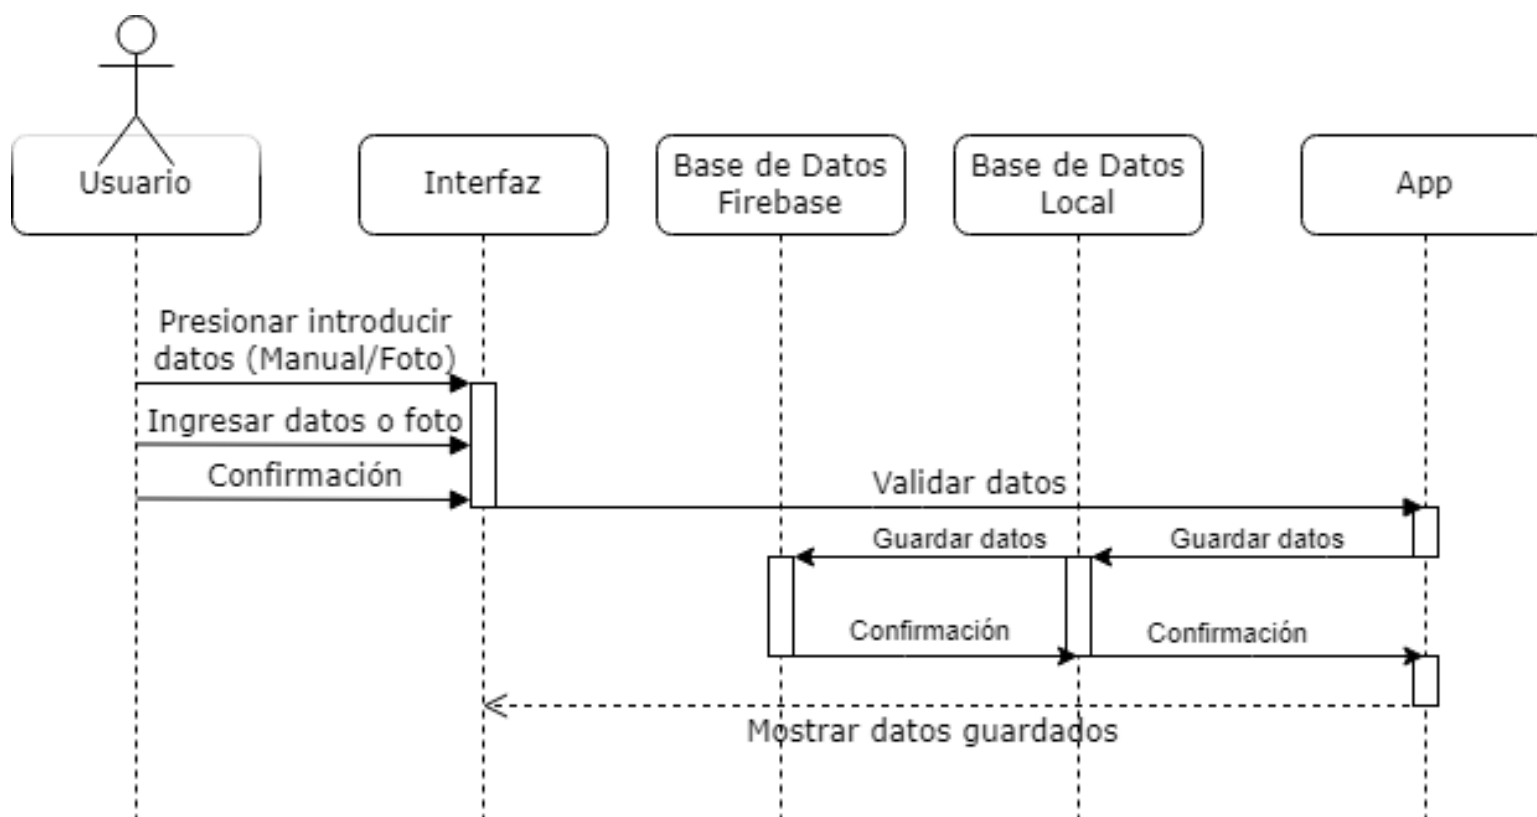 Usuario
Interfaz
Base de Datos
Firebase
Base de Datos
Local
App
Presionar introducir
datos (Manual/Foto)
Ingresar datos o foto
Confirmación
Validar datos
Guardar datos
Guardar datos
Confirmación
Confirmación
Mostrar datos guardados